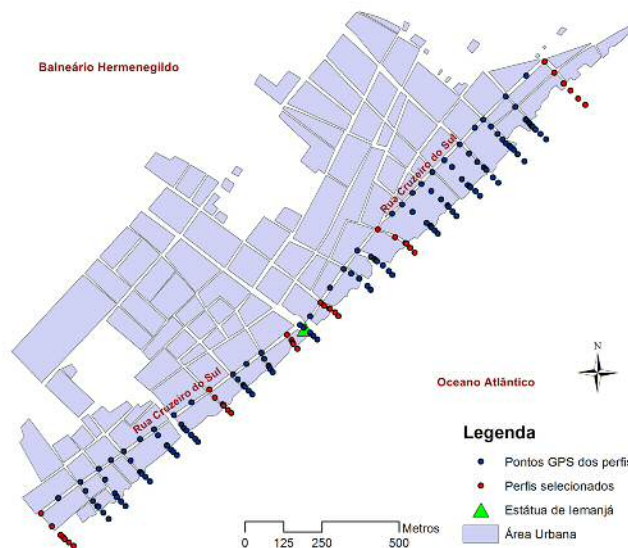 Balneário Hermenegildo
Rua Cruzeiro do Sul
Rua Cruzeiro do Sul
Oceano Atlântico
N
Legenda
Pontos GPS dos perfis
Perfis selecionados
Estátua de Iemanjá
Área Urbana
Metros
0 125 250 500